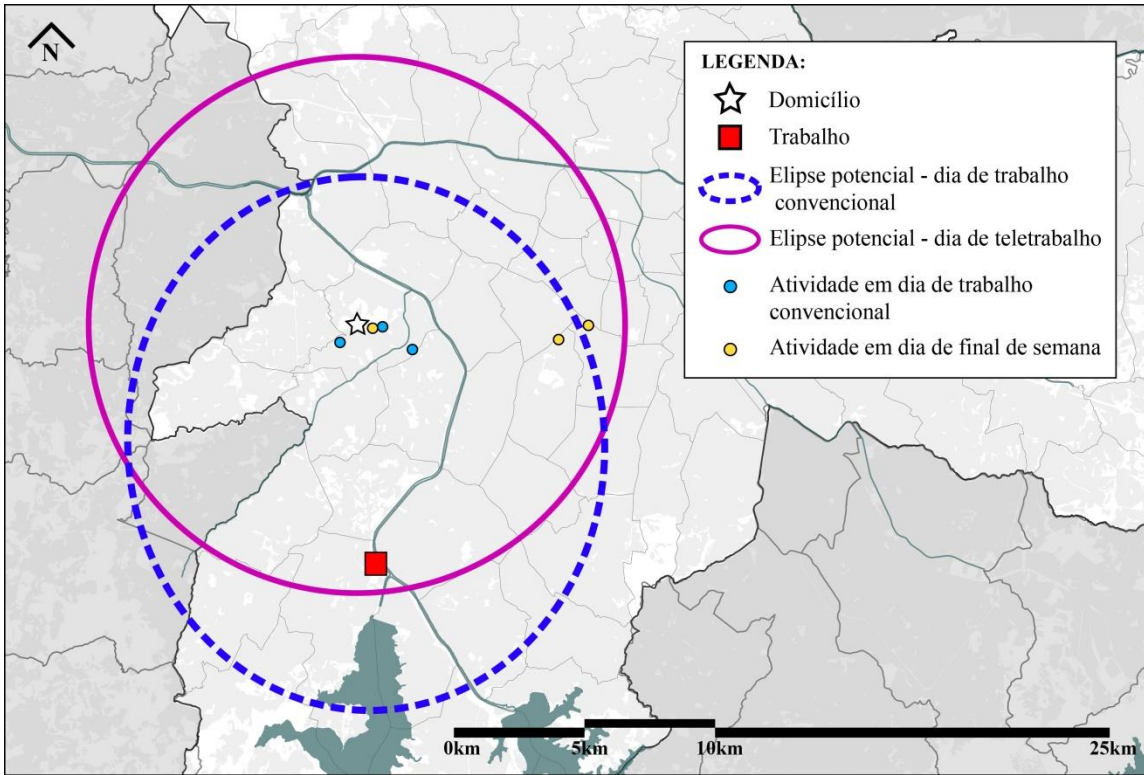 N
LEGENDA:
Domicílio
Trabalho
Elipse potencial - dia de trabalho
convencional
Elipse potencial - dia de teletrabalho
Atividade em dia de trabalho
convencional
Atividade em dia de final de semana
0km
5km
10km
25km